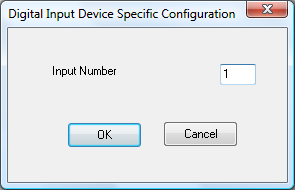 Digital Input Device Specific Configuration
Input Number 1
OK Cancel